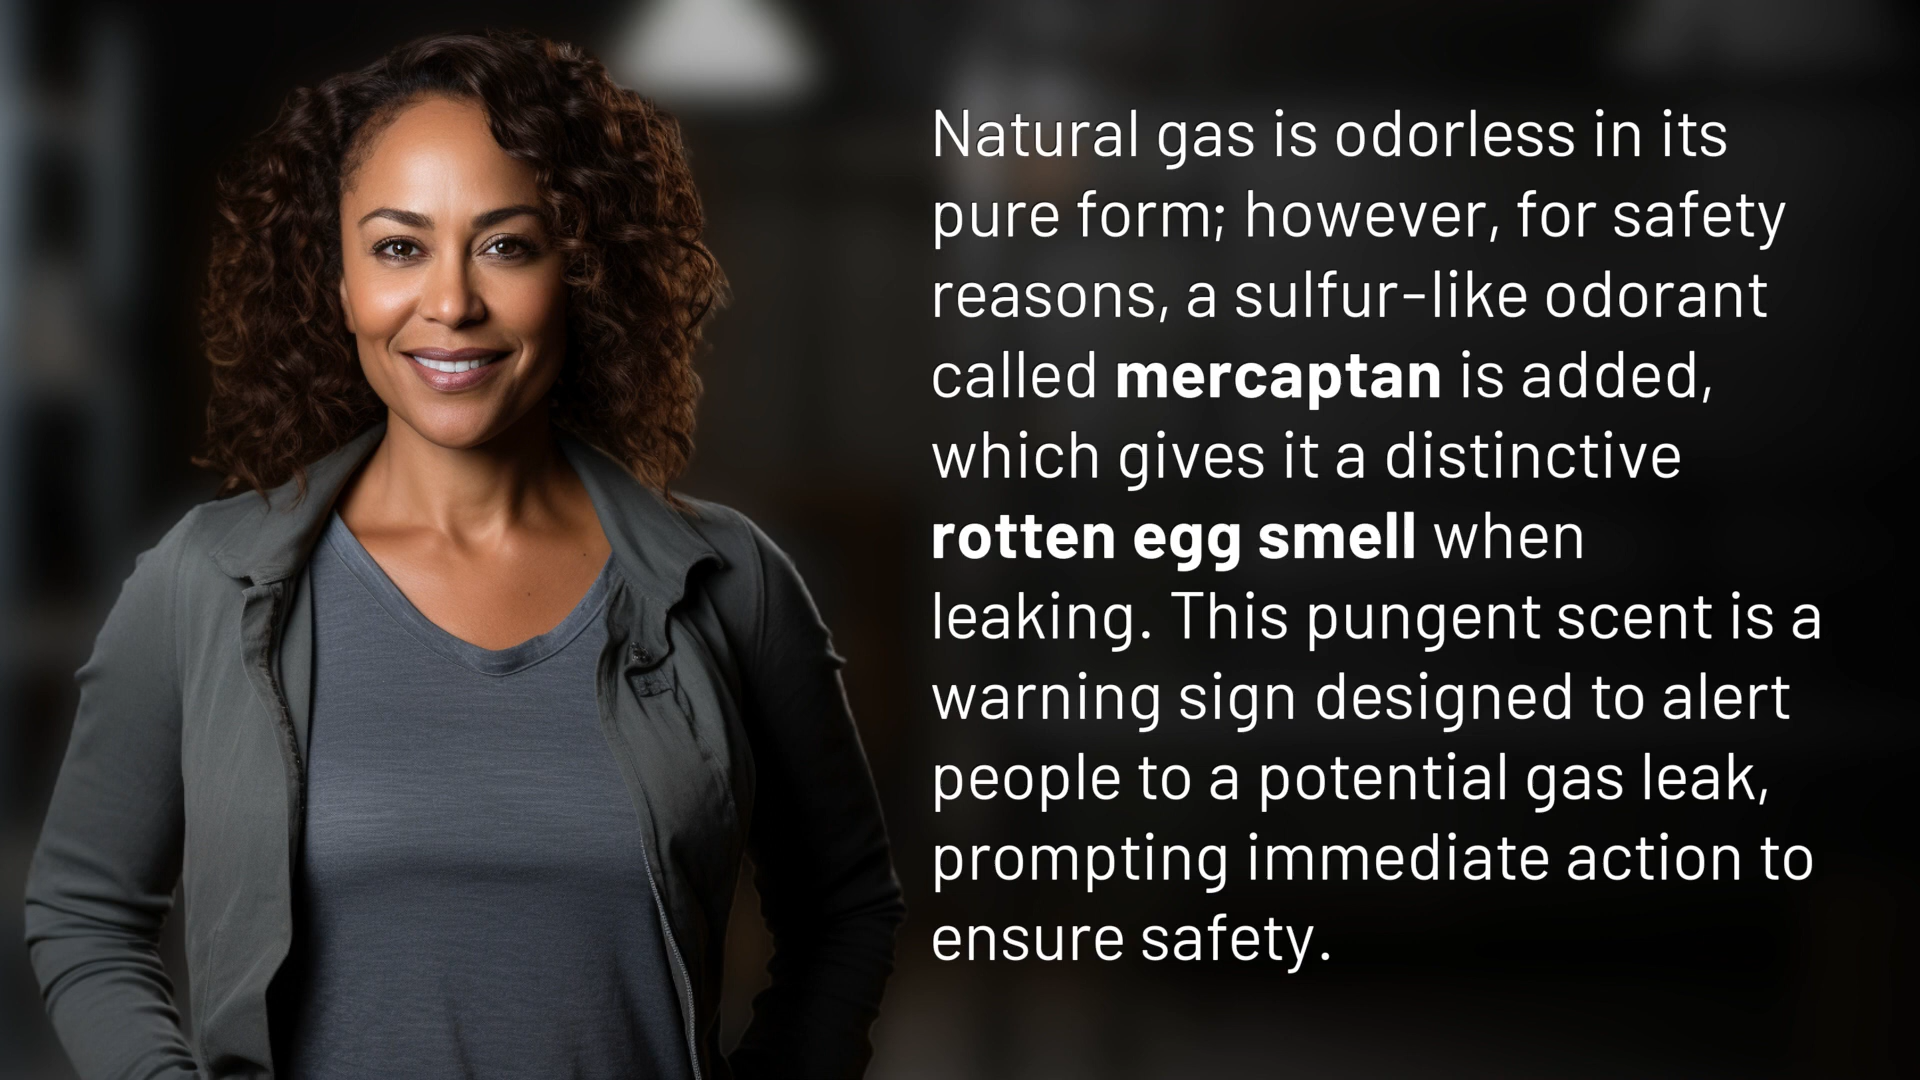 Natural gas is odorless in its
pure form; however, for safety
reasons, a sulfur-like odorant
called mercaptan is added,
which gives it a distinctive
rotten egg smell when
leaking. This pungent scent is a
warning sign designed to alert
people to a potential gas leak,
prompting immediate action to
ensure safety.